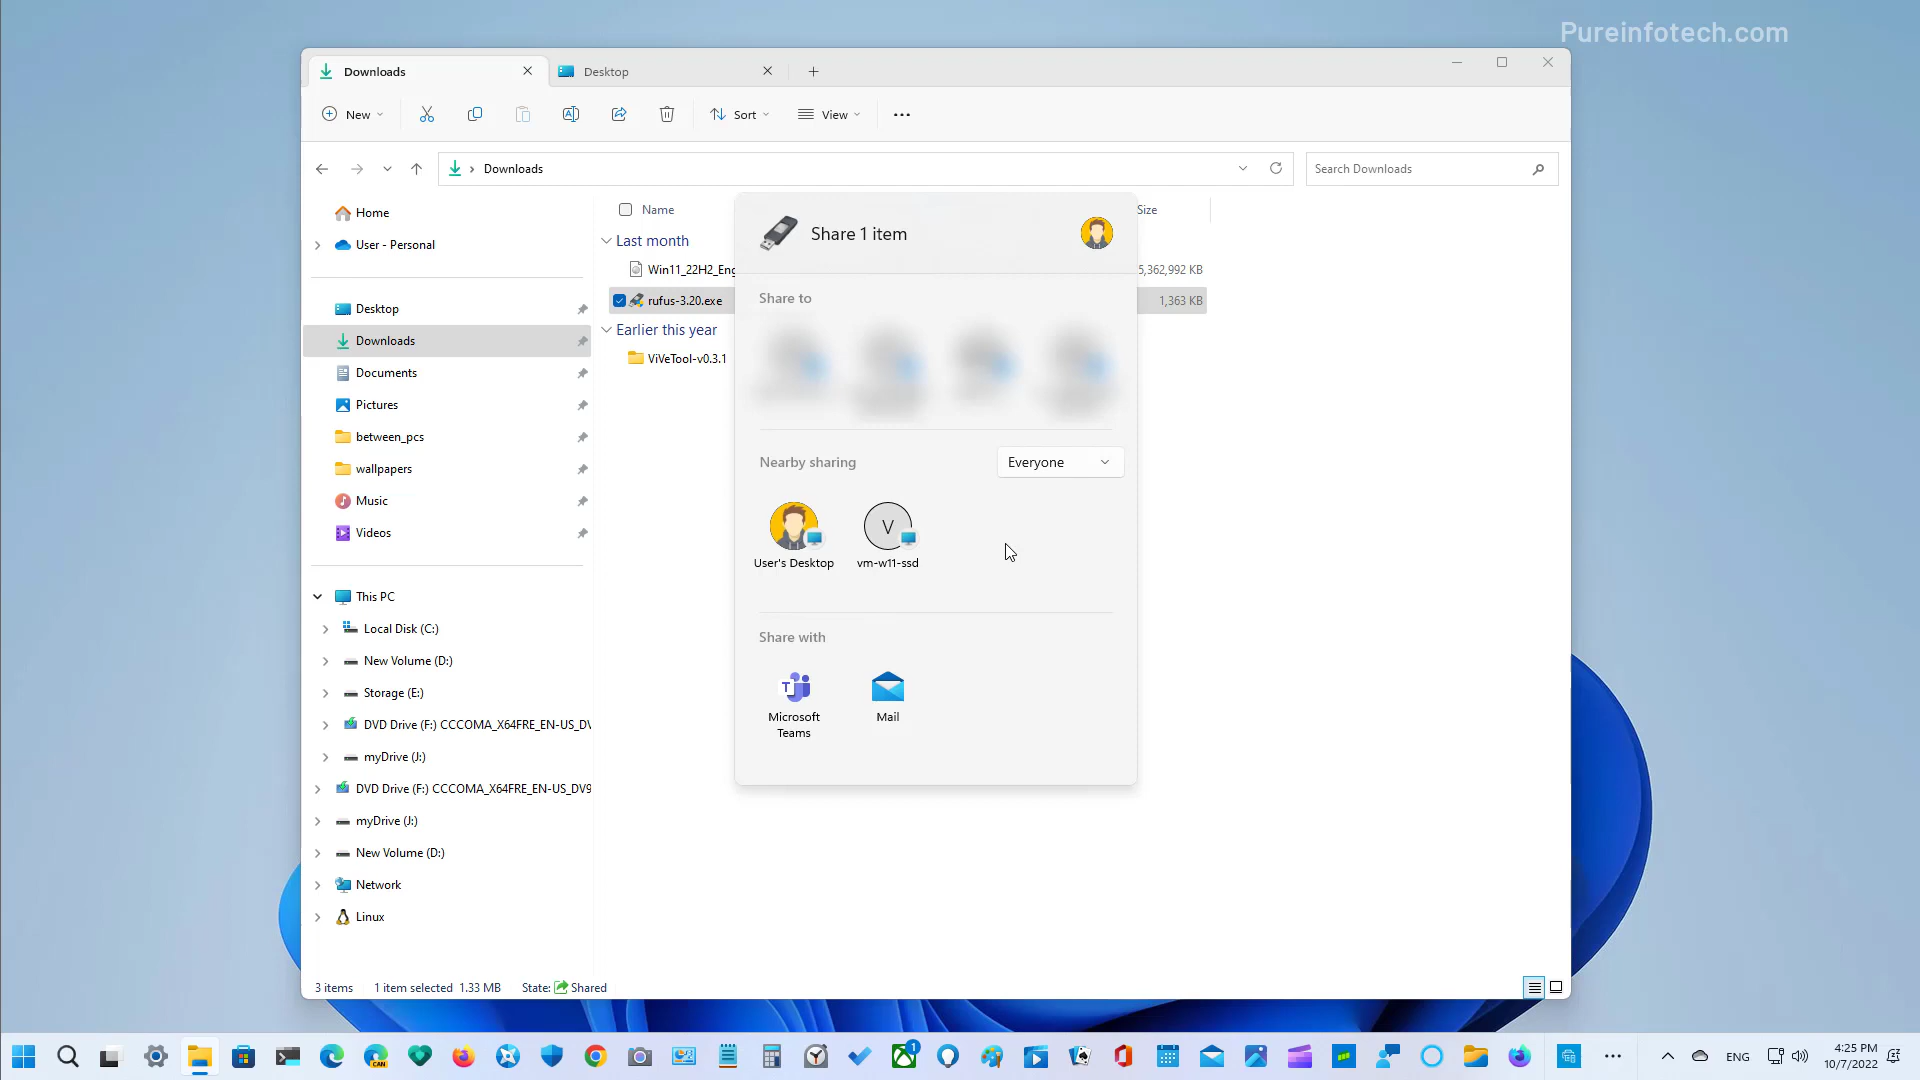 Pureinfotech.com
Downloads
Desktop
New
Sort
View
Downloads
Search Downloads
Home
User - Personal
Desktop
Downloads
Documents
Pictures
between_pcs
wallpapers
Music
Videos
This PC
Local Disk (C:)
New Volume (D:)
Storage (E:)
DVD Drive (F:) CCCOMA_X64FRE_EN-US_DV
myDrive (J:)
DVD Drive (F:) CCCOMA_X64FRE_EN-US_DV9
myDrive (J:)
New Volume (D:)
Network
Linux
Name
Size
Last month
Win11_22H2_Eng
5,362,992 KB
rufus-3.20.exe
1,363 KB
Earlier this year
ViVeTool-v0.3.1
Share 1 item
Share to
Nearby sharing
Everyone
V
User's Desktop
vm-w11-ssd
Share with
Microsoft
Teams
Mail
3 items
1 item selected 1.33 MB
State: Shared
CAN
1
ENG
4:25 PM
10/7/2022